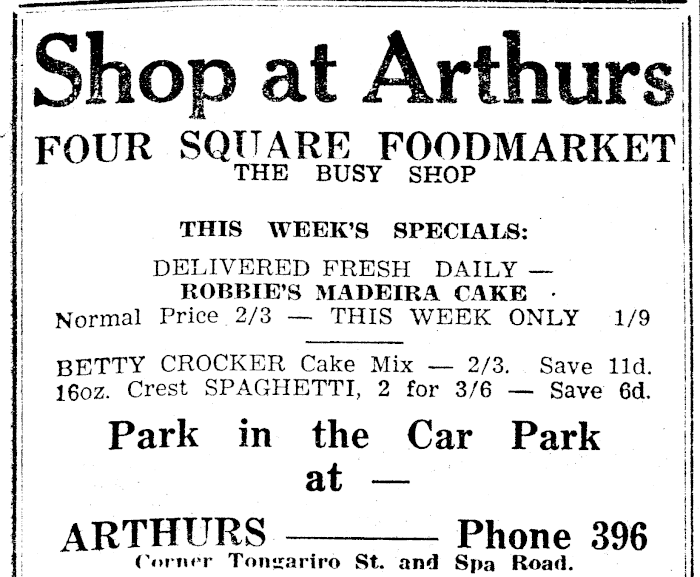 Shop at Arthurs
FOUR SQUARE FOODMARKET
THE BUSY SHOP
THIS WEEK'S SPECIALS:
DELIVERED FRESH DAILY —
ROBBIE'S MADEIRA CAKE
Normal Price 2/3 — THIS WEEK ONLY 1/9
BETTY CROCKER Cake Mix — 2/3. Save 11d.
16oz. Crest SPAGHETTI, 2 for 3/6 — Save 6d.
Park in the Car Park
at —
ARTHURS ——— Phone 396
Corner Tongariro St. and Spa Road.